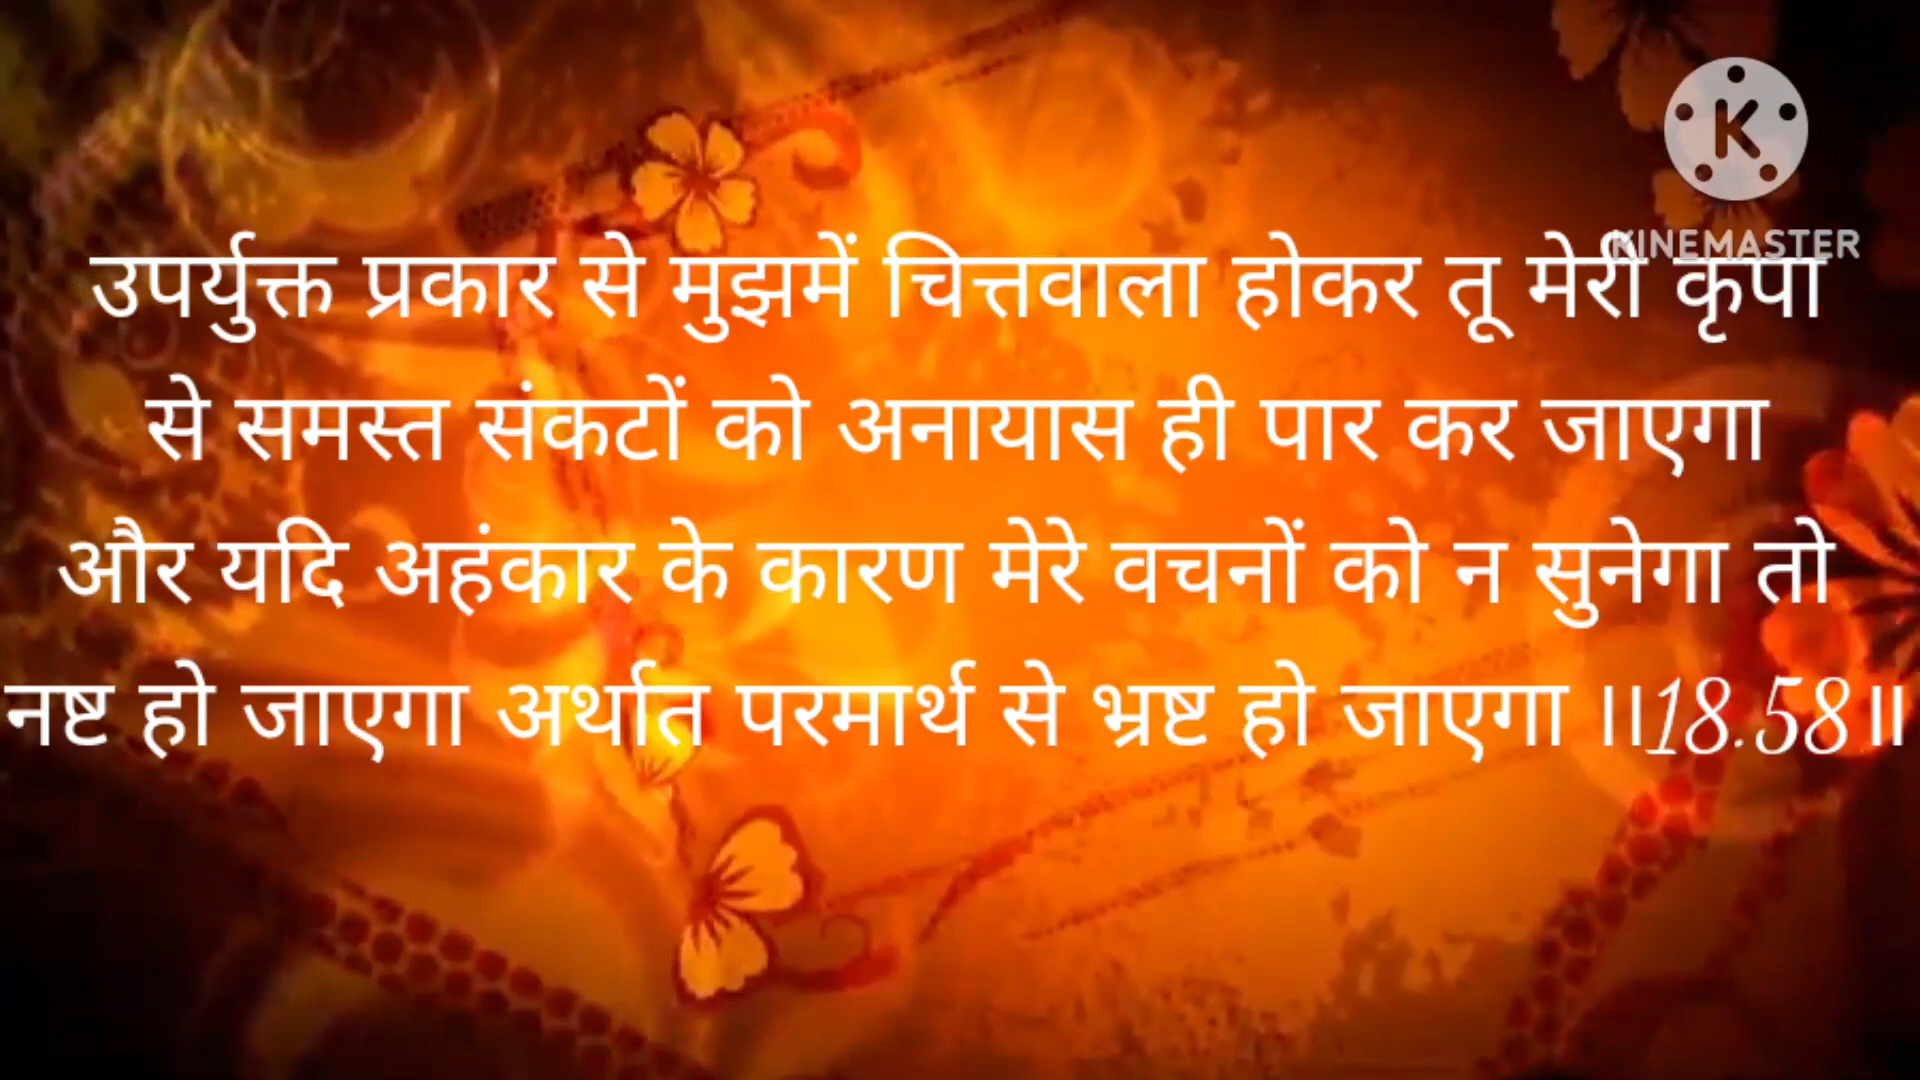 K
KINEMASTER
उपर्युक्त प्रकार से मुझमें चित्तवाला होकर तू मेरी कृपा
से समस्त संकटों को अनायास ही पार कर जाएगा
और यदि अहंकार के कारण मेरे वचनों को न सुनेगा तो
नष्ट हो जाएगा अर्थात परमार्थ से भ्रष्ट हो जाएगा ।।18.58॥